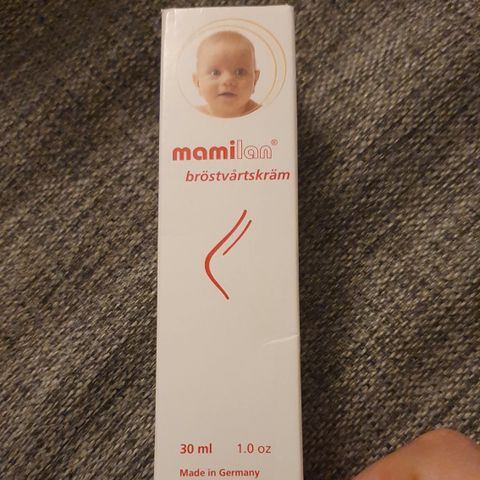 mamilan®
bröstvårtskräm
30 ml 1.0 oz
Made in Germany